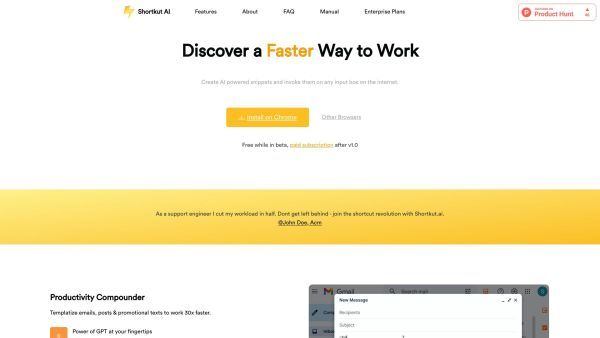 Shortkut AI
Features
About
FAQ
Manual
Enterprise Plans
Product Hunt
Discover a Faster Way to Work
Create AI powered snippets and invoke them on any input box on the internet.
Install on Chrome
Other Browsers
Free while in beta, paid subscription after v1.0
As a support engineer I cut my workload in half. Dont get left behind - join the shortcut revolution with Shortkut.ai.
@John Doe, Acm
Productivity Compounder
Templatize emails, posts & promotional texts to work 30x faster.
Power of GPT at your fingertips
Gmail
Search mail
New Message
Recipients
Subject